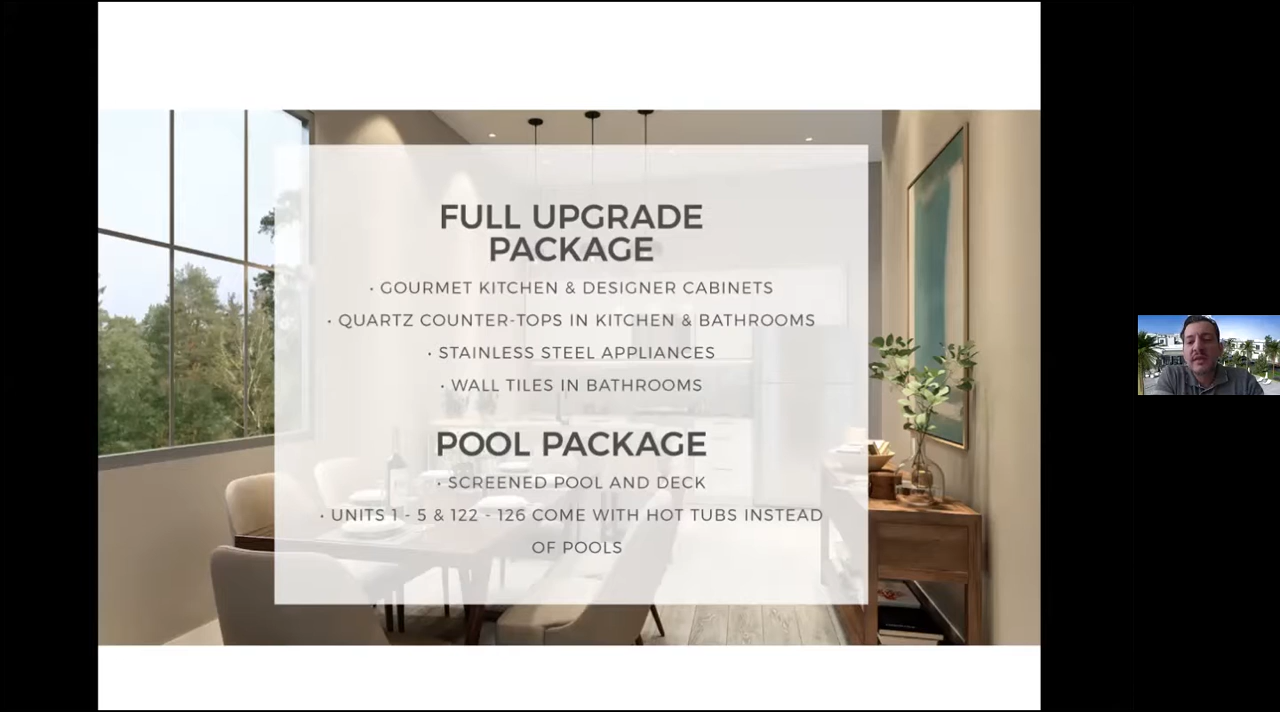 FULL UPGRADE
PACKAGE
· GOURMET KITCHEN & DESIGNER CABINETS
· QUARTZ COUNTER-TOPS IN KITCHEN & BATHROOMS
· STAINLESS STEEL APPLIANCES
· WALL TILES IN BATHROOMS
POOL PACKAGE
· SCREENED POOL AND DECK
· UNITS 1 - 5 & 122 - 126 COME WITH HOT TUBS INSTEAD
OF POOLS